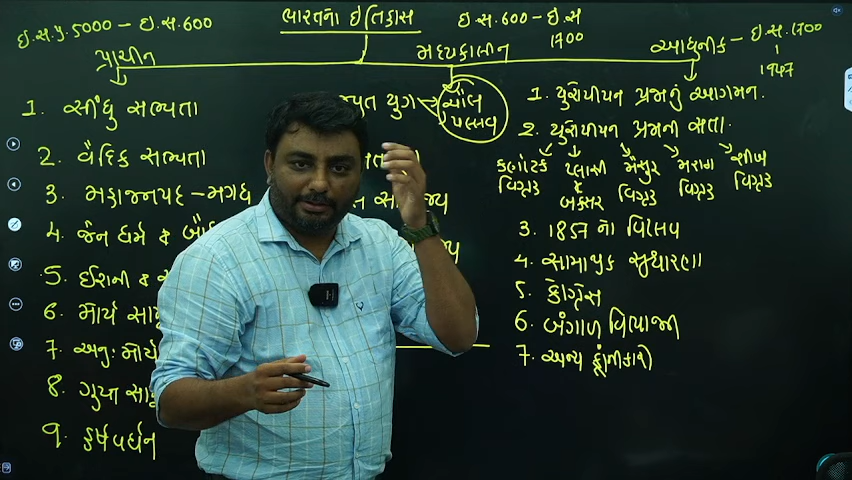 ભારતનો ઇતિહાસ
ઇ.સ.પૂ. 5000 – ઇ.સ. 600
ઇ.સ. 600 – ઇ.સ
1700
ઇ.સ. 1700
1947
પ્રાચીન
મધ્યકાલીન
આધુનીક –
1. સીંધુ સભ્યતા
2. વૈદિક સભ્યતા
3. મહાજનપદ – મગધ
4. જૈન ધર્મ &
5. ઈરાની &
6. મૌર્ય
7. અનુ:
8. ગુપ્તા
9. હર્ષવર્ધન
યુગ
ચોલ
પલ્લવ
1. યુરોપીયન પ્રજાનું આગમન.
2. યુરોપીયન પ્રજાની સત્તા.
કર્ણાટક પ્લાસી મૈસુર મરાઠા શીખ
વિગ્રહ બક્સર વિગ્રહ વિગ્રહ વિગ્રહ
3. 1857 નો વિપ્લવ
4. સામાજીક સુધારણા
5. કોંગ્રેસ
6. બંગાળ વિભાજન
7. અન્ય ક્રાંતીકારો